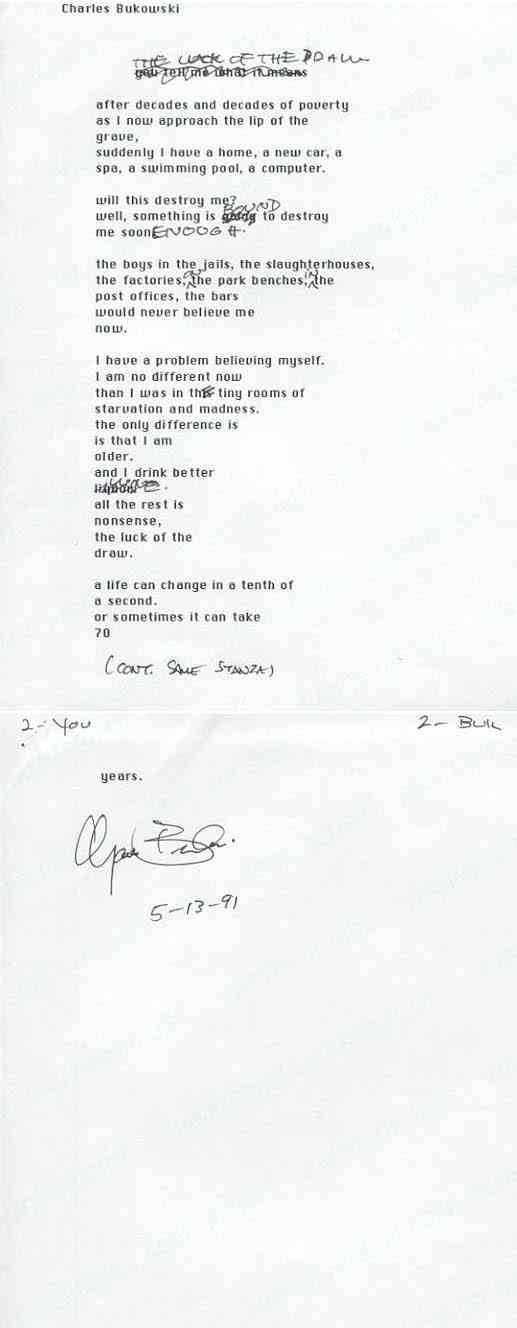 Charles Bukowski
THE LUCK OF THE DRAW
you tell me what it means
after decades and decades of poverty
as I now approach the lip of the
grave,
suddenly I have a home, a new car, a
spa, a swimming pool, a computer.
will this destroy me?
BOUND
well, something is going to destroy
me soon ENOUGH.
the boys in the jails, the slaughterhouses,
ON IN
the factories, the park benches, the
post offices, the bars
would never believe me
now.
I have a problem believing myself.
I am no different now
than I was in the tiny rooms of
starvation and madness.
the only difference is
is that I am
older.
and I drink better
WINE.
all the rest is
nonsense,
the luck of the
draw.
a life can change in a tenth of
a second.
or sometimes it can take
70
(CONT. SAME STANZA)
2- You 2- BUK
years.
5-13-91